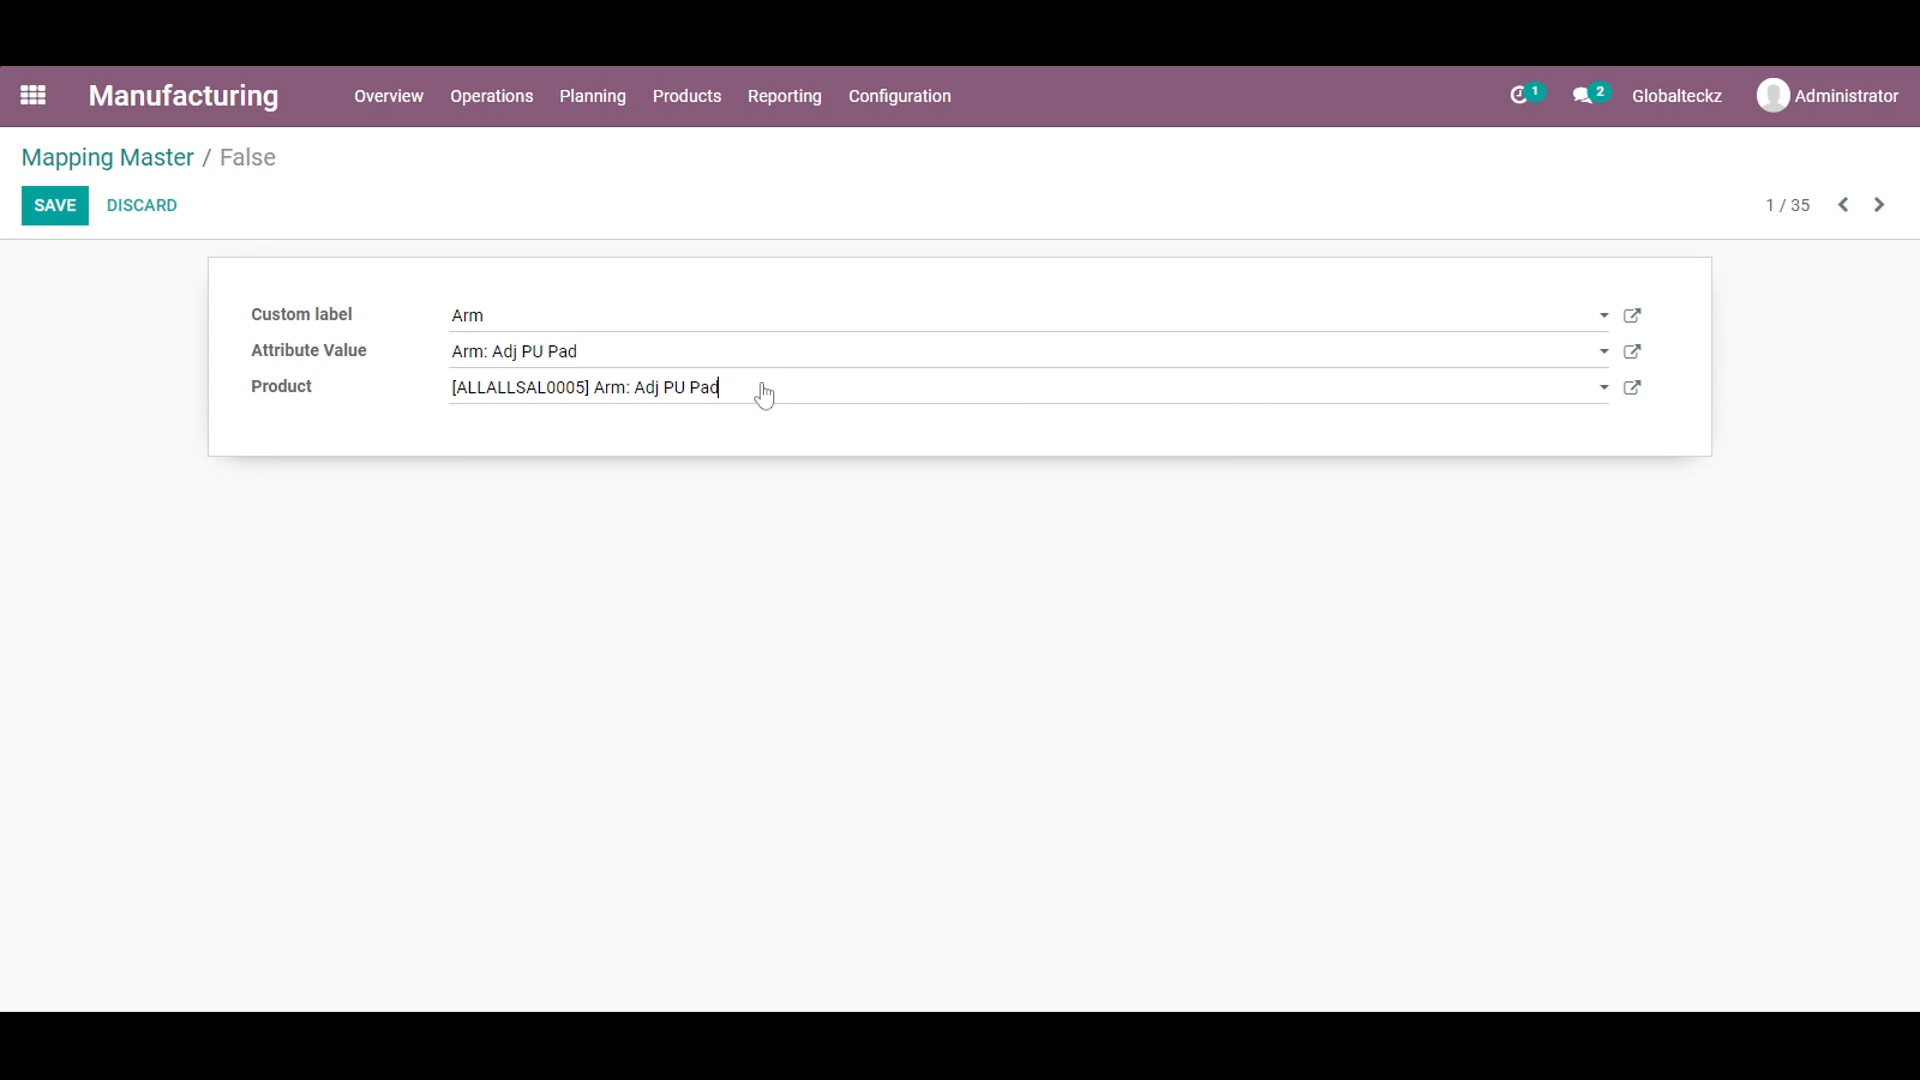 Manufacturing Overview Operations Planning Products Reporting Configuration 1 2 Globalteckz Administrator
Mapping Master / False
SAVE DISCARD 1 / 35
Custom label Arm
Attribute Value Arm: Adj PU Pad
Product [ALLALLSAL0005] Arm: Adj PU Pad